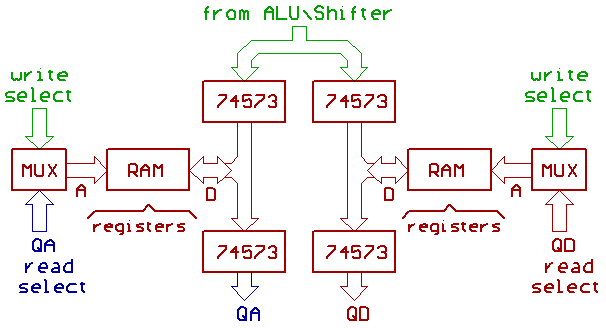 from ALU\Shifter
write
select
write
select
74573
74573
MUX
RAM
RAM
MUX
A
D
D
A
registers
registers
QA
read
select
74573
74573
QD
read
select
QA
QD